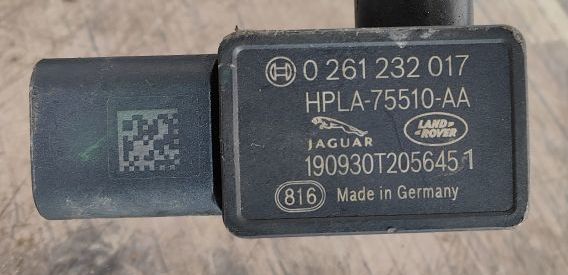 0 261 232 017
HPLA-75510-AA
JAGUAR
LAND ROVER
190930T205645 1
816 Made in Germany